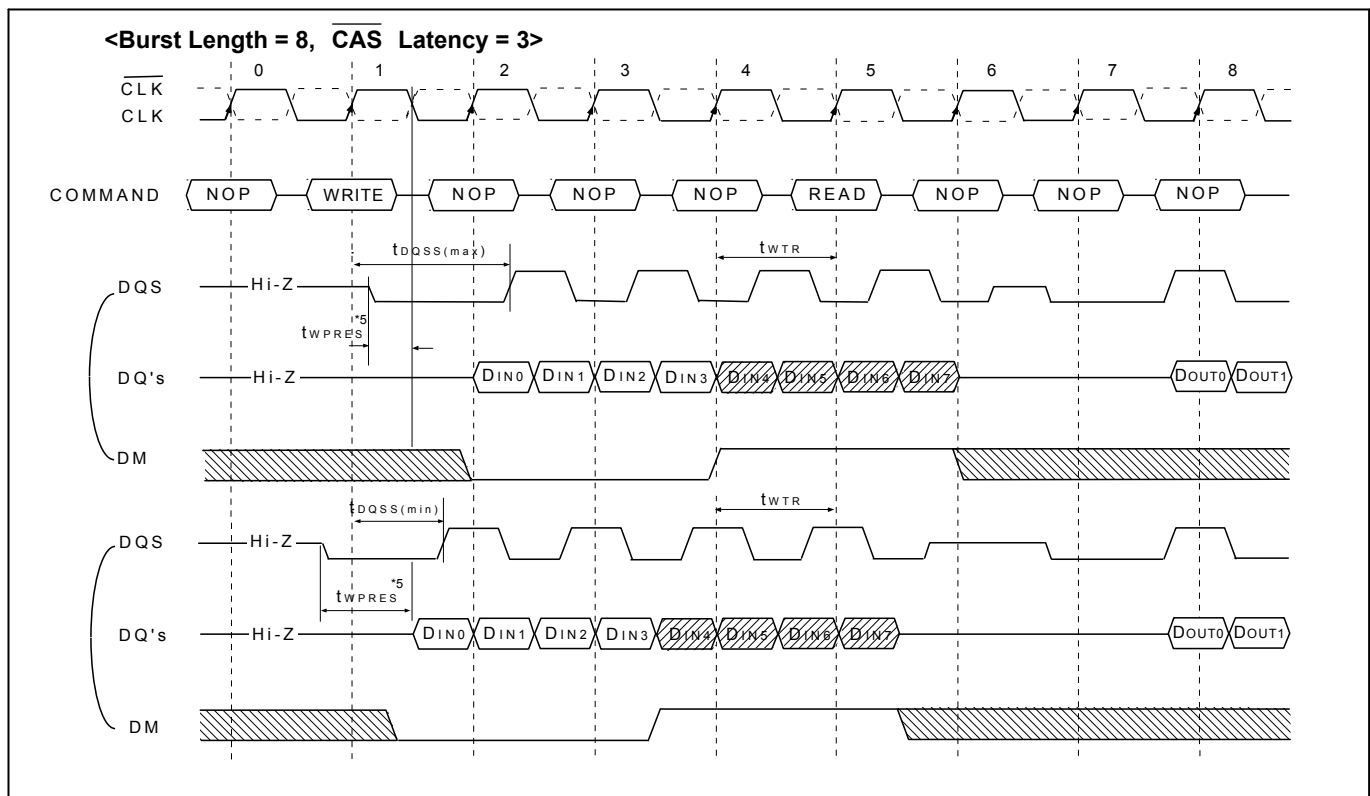 <Burst Length = 8, CAS Latency = 3>
0 1 2 3 4 5 6 7 8
CLK
CLK
COMMAND NOP WRITE NOP NOP NOP READ NOP NOP NOP
tDQSS(max) tWTR
DQS Hi-Z
tWPRES*5
DQ's Hi-Z DIN0 DIN1 DIN2 DIN3 DIN4 DIN5 DIN6 DIN7 DOUT0 DOUT1
DM
tDQSS(min) tWTR
DQS Hi-Z
tWPRES*5
DQ's Hi-Z DIN0 DIN1 DIN2 DIN3 DIN4 DIN5 DIN6 DIN7 DOUT0 DOUT1
DM